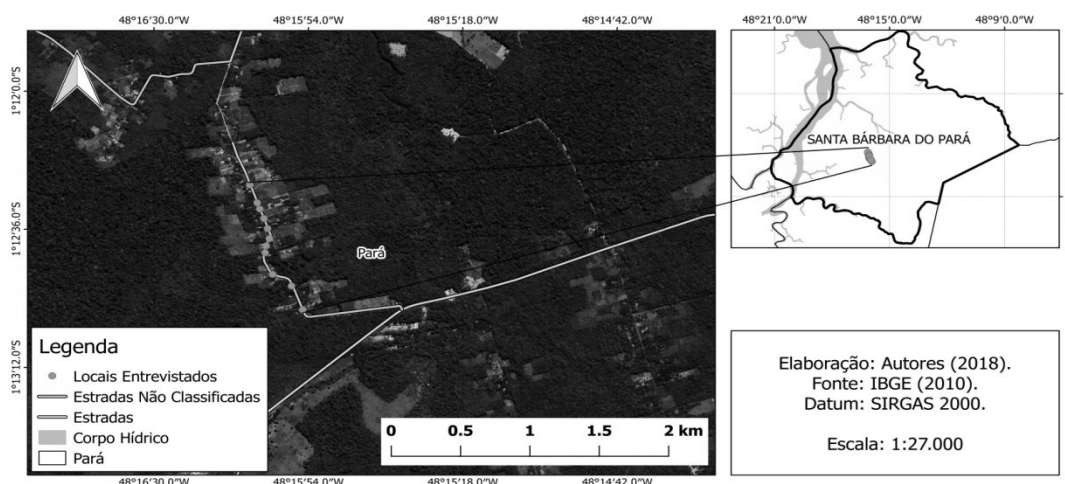 48°16'30.0"W 48°15'54.0"W 48°15'18.0"W 48°14'42.0"W
1°12'0.0"S
1°12'36.0"S
1°13'12.0"S
Pará
Legenda
Locais Entrevistados
Estradas Não Classificadas
Estradas
Corpo Hídrico
Pará
0 0.5 1 1.5 2 km
48°16'30.0"W 48°15'54.0"W 48°15'18.0"W 48°14'42.0"W
48°21'0.0"W 48°15'0.0"W 48°9'0.0"W
SANTA BÁRBARA DO PARÁ
Elaboração: Autores (2018).
Fonte: IBGE (2010).
Datum: SIRGAS 2000.
Escala: 1:27.000